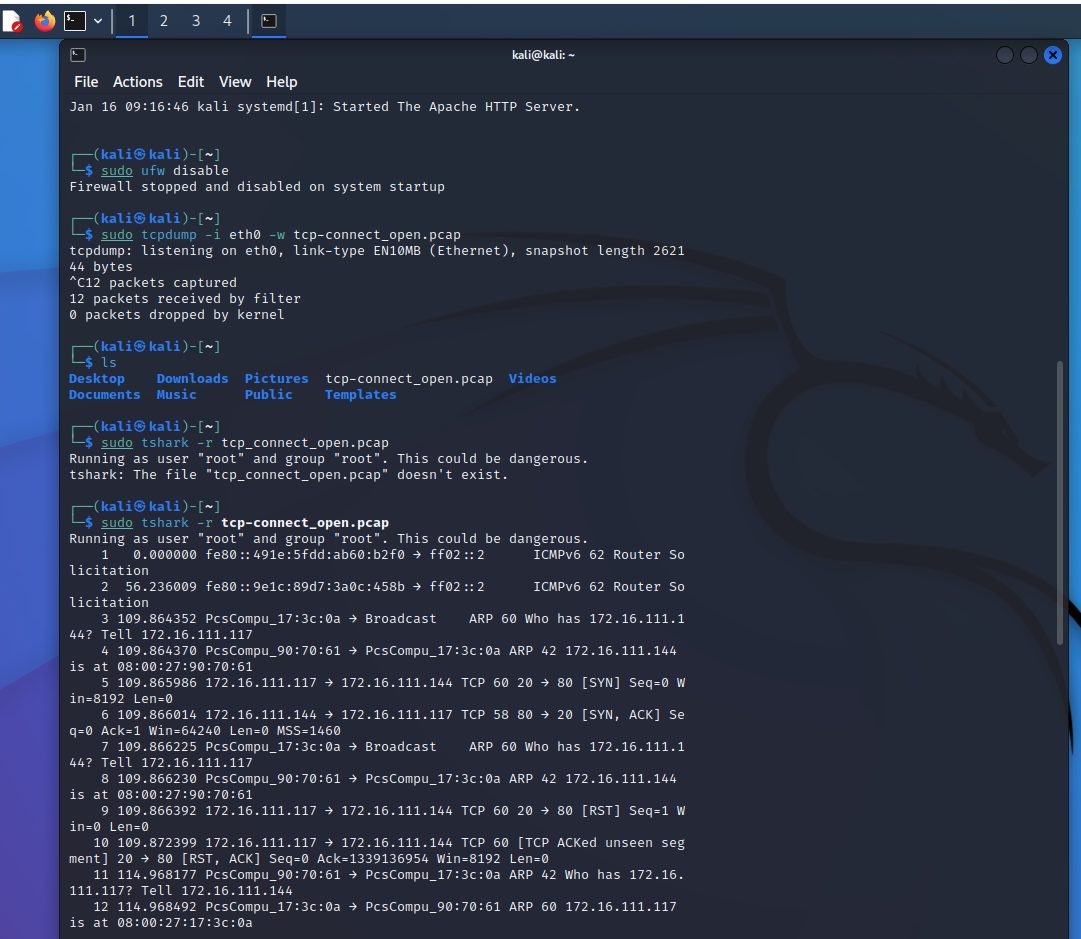 1 2 3 4
kali@kali: ~
File Actions Edit View Help
Jan 16 09:16:46 kali systemd[1]: Started The Apache HTTP Server.
┌──(kali㉿kali)-[~]
└─$ sudo ufw disable
Firewall stopped and disabled on system startup
┌──(kali㉿kali)-[~]
└─$ sudo tcpdump -i eth0 -w tcp-connect_open.pcap
tcpdump: listening on eth0, link-type EN10MB (Ethernet), snapshot length 2621
44 bytes
^C12 packets captured
12 packets received by filter
0 packets dropped by kernel
┌──(kali㉿kali)-[~]
└─$ ls
Desktop Downloads Pictures tcp-connect_open.pcap Videos
Documents Music Public Templates
┌──(kali㉿kali)-[~]
└─$ sudo tshark -r tcp_connect_open.pcap
Running as user "root" and group "root". This could be dangerous.
tshark: The file "tcp_connect_open.pcap" doesn't exist.
┌──(kali㉿kali)-[~]
└─$ sudo tshark -r tcp-connect_open.pcap
Running as user "root" and group "root". This could be dangerous.
1 0.000000 fe80::491e:5fdd:ab60:b2f0 → ff02::2 ICMPv6 62 Router So
licitation
2 56.236009 fe80::9e1c:89d7:3a0c:458b → ff02::2 ICMPv6 62 Router So
licitation
3 109.864352 PcsCompu_17:3c:0a → Broadcast ARP 60 Who has 172.16.111.1
44? Tell 172.16.111.117
4 109.864370 PcsCompu_90:70:61 → PcsCompu_17:3c:0a ARP 42 172.16.111.144
is at 08:00:27:90:70:61
5 109.865986 172.16.111.117 → 172.16.111.144 TCP 60 20 → 80 [SYN] Seq=0 W
in=8192 Len=0
6 109.866014 172.16.111.144 → 172.16.111.117 TCP 58 80 → 20 [SYN, ACK] Se
q=0 Ack=1 Win=64240 Len=0 MSS=1460
7 109.866225 PcsCompu_17:3c:0a → Broadcast ARP 60 Who has 172.16.111.1
44? Tell 172.16.111.117
8 109.866230 PcsCompu_90:70:61 → PcsCompu_17:3c:0a ARP 42 172.16.111.144
is at 08:00:27:90:70:61
9 109.866392 172.16.111.117 → 172.16.111.144 TCP 60 20 → 80 [RST] Seq=1 W
in=0 Len=0
10 109.872399 172.16.111.117 → 172.16.111.144 TCP 60 [TCP ACKed unseen seg
ment] 20 → 80 [RST, ACK] Seq=0 Ack=1339136954 Win=8192 Len=0
11 114.968177 PcsCompu_90:70:61 → PcsCompu_17:3c:0a ARP 42 Who has 172.16.
111.117? Tell 172.16.111.144
12 114.968492 PcsCompu_17:3c:0a → PcsCompu_90:70:61 ARP 60 172.16.111.117
is at 08:00:27:17:3c:0a